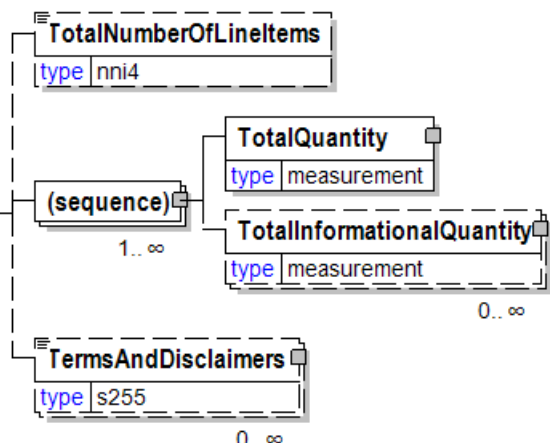 TotalNumberOfLineItems
type nni4
TotalQuantity
type measurement
(sequence)
1.. ∞
TotalInformationalQuantity
type measurement
0.. ∞
TermsAndDisclaimers
type s255
0.. ∞